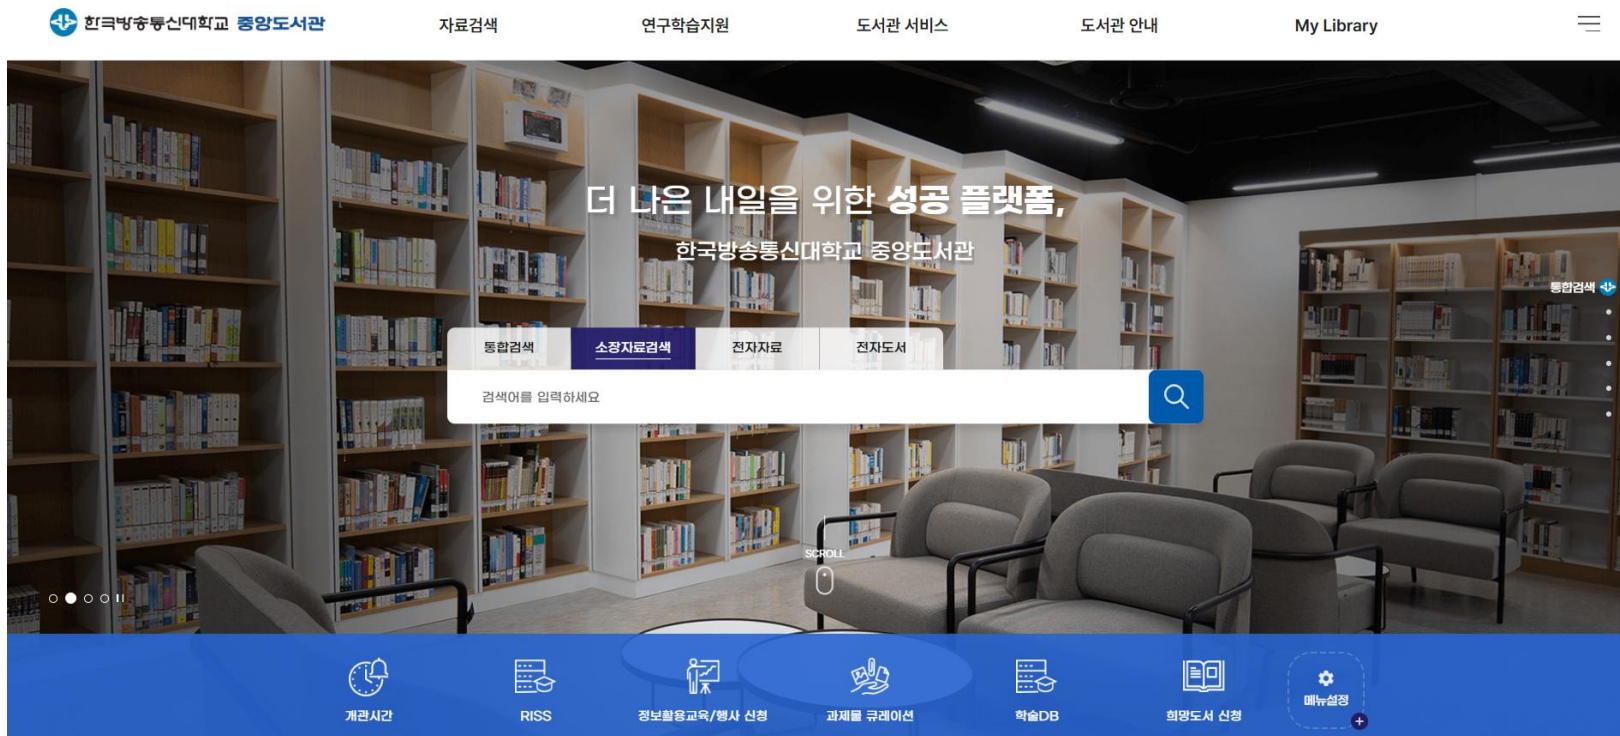 한국방송통신대학교 중앙도서관
자료검색
연구학습지원
도서관 서비스
도서관 안내
My Library
더 나은 내일을 위한 성공 플랫폼,
한국방송통신대학교 중앙도서관
통합검색
통합검색
소장자료검색
전자자료
전자도서
검색어를 입력하세요
SCROLL
개관시간
RISS
정보활용교육/행사 신청
과제물 큐레이션
학술DB
희망도서 신청
메뉴설정